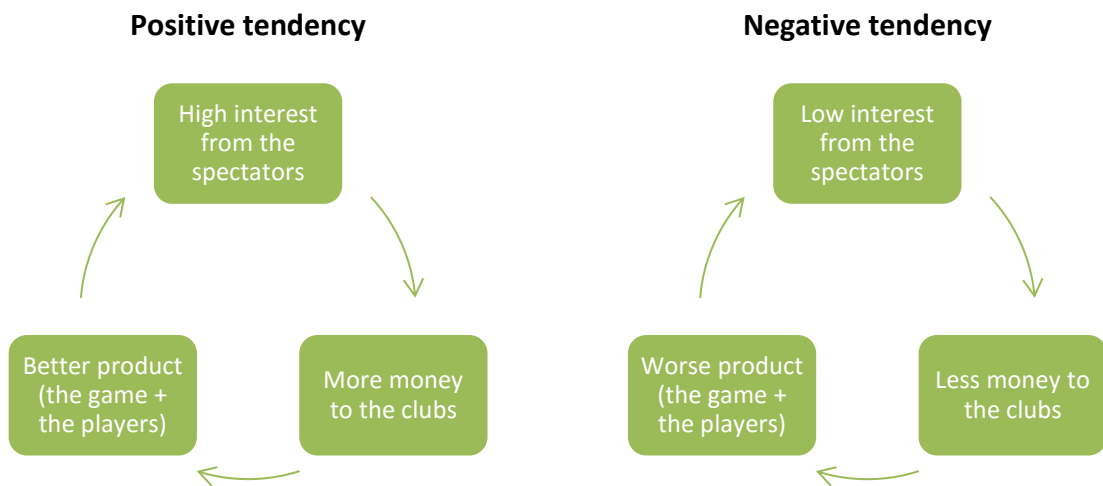 Positive tendency
High interest
from the
spectators
More money
to the clubs
Better product
(the game +
the players)
Negative tendency
Low interest
from the
spectators
Less money to
the clubs
Worse product
(the game +
the players)